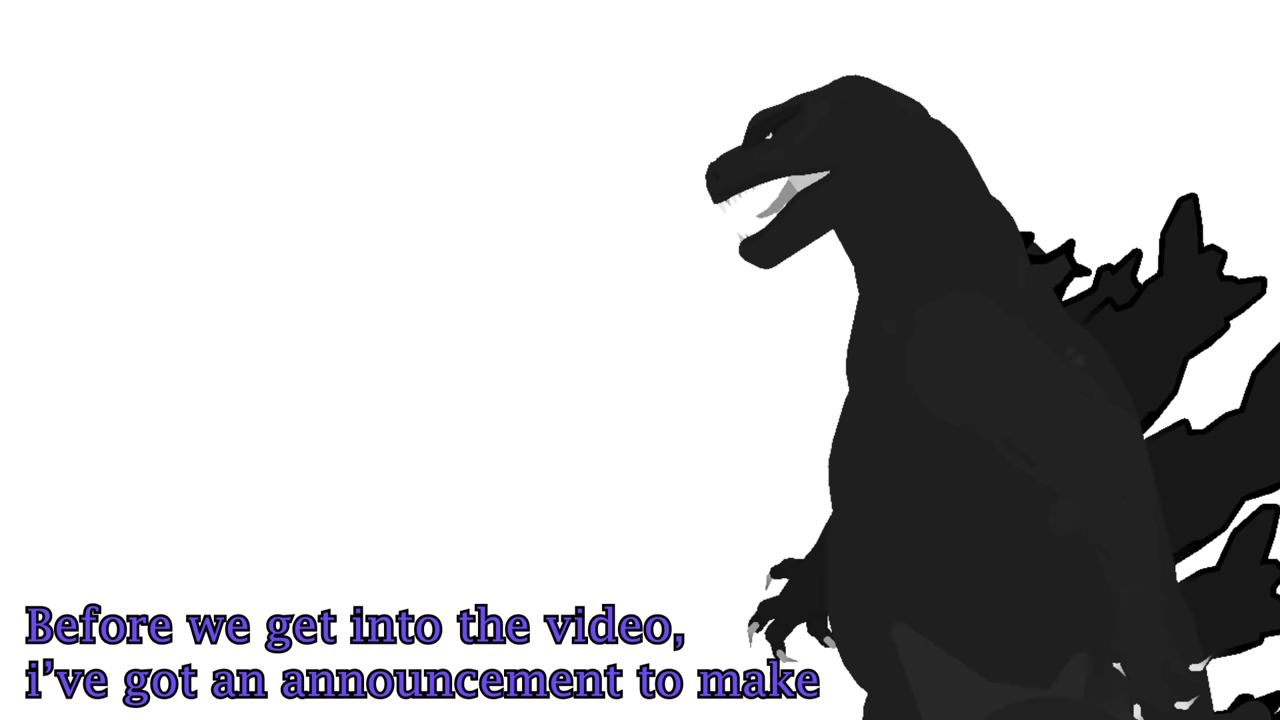 Before we get into the video,
i’ve got an announcement to make